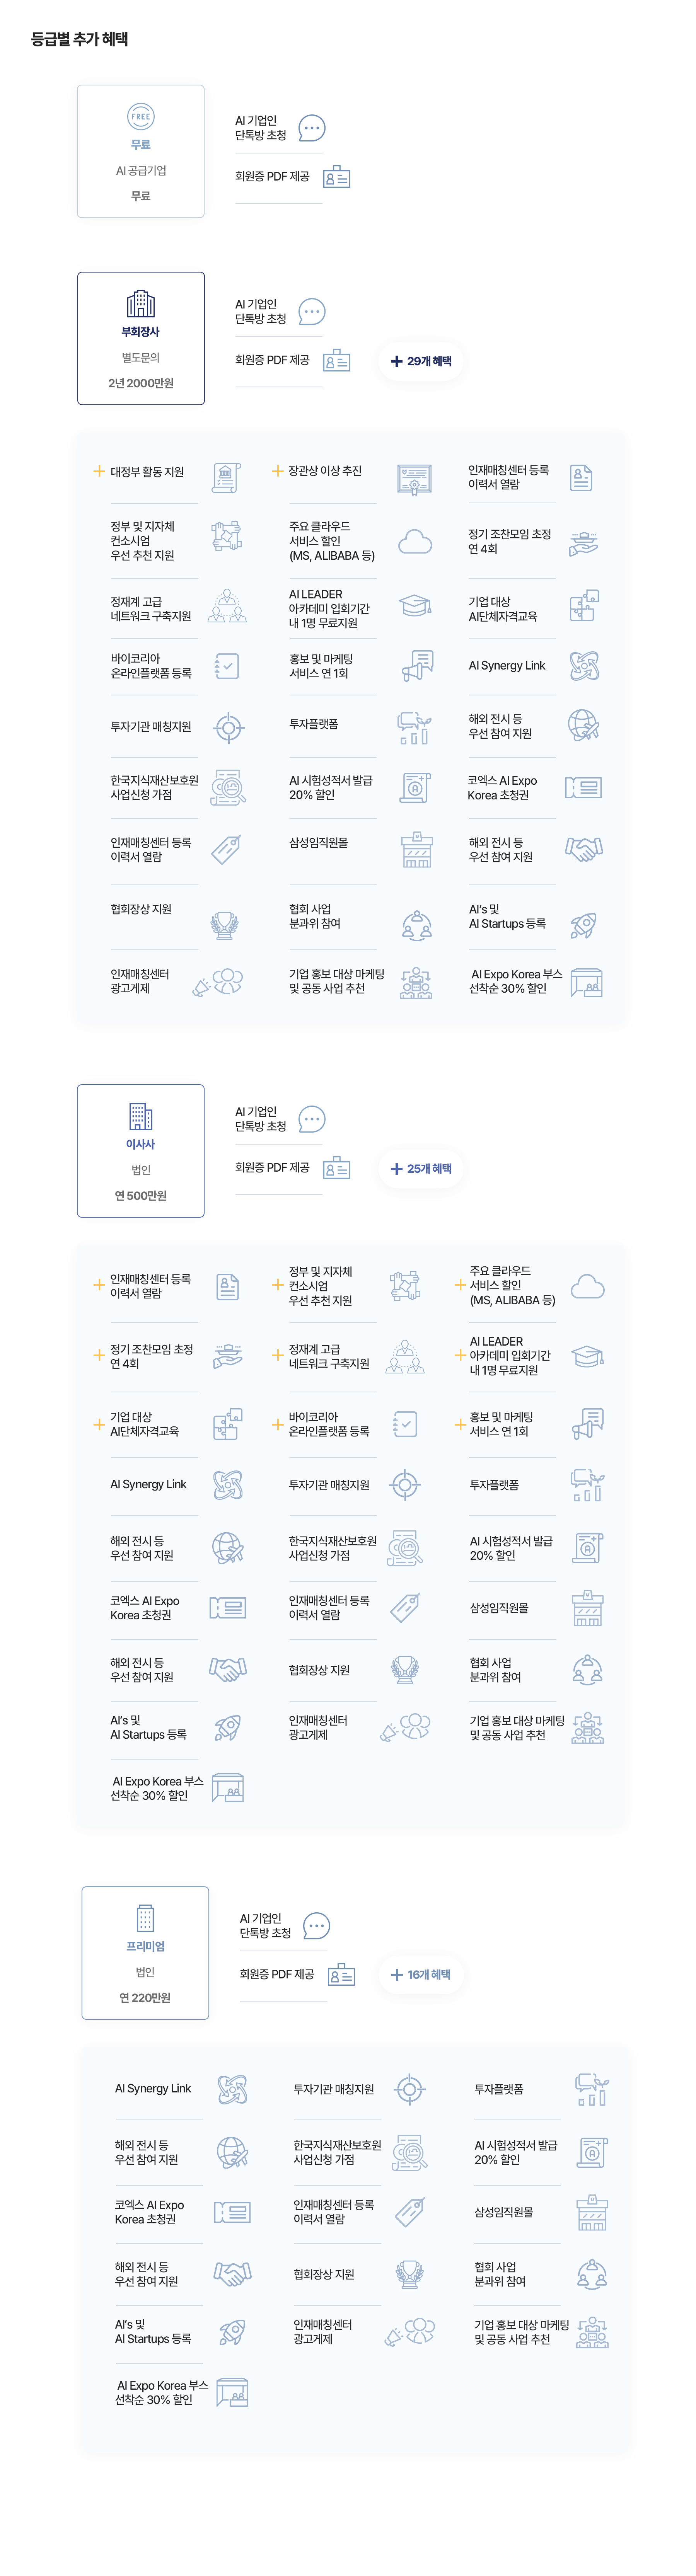 등급별 추가 혜택
FREE
무료
AI 공급기업
무료
AI 기업인
단톡방 초청
회원증 PDF 제공
부회장사
별도문의
2년 2000만원
AI 기업인
단톡방 초청
회원증 PDF 제공
+ 29개 혜택
+ 대정부 활동 지원
+ 장관상 이상 추진
인재매칭센터 등록
이력서 열람
정부 및 지자체
컨소시엄
우선 추천 지원
주요 클라우드
서비스 할인
(MS, ALIBABA 등)
정기 조찬모임 초정
연 4회
정재계 고급
네트워크 구축지원
AI LEADER
아카데미 입회기간
내 1명 무료지원
기업 대상
AI단체자격교육
바이코리아
온라인플랫폼 등록
홍보 및 마케팅
서비스 연 1회
AI Synergy Link
투자기관 매칭지원
투자플랫폼
해외 전시 등
우선 참여 지원
한국지식재산보호원
사업신청 가점
AI 시험성적서 발급
20% 할인
코엑스 AI Expo
Korea 초청권
인재매칭센터 등록
이력서 열람
삼성임직원몰
해외 전시 등
우선 참여 지원
협회장상 지원
협회 사업
분과위 참여
AI's 및
AI Startups 등록
인재매칭센터
광고게제
기업 홍보 대상 마케팅
및 공동 사업 추천
AI Expo Korea 부스
선착순 30% 할인
이사사
법인
연 500만원
AI 기업인
단톡방 초청
회원증 PDF 제공
+ 25개 혜택
+ 인재매칭센터 등록
이력서 열람
+ 정부 및 지자체
컨소시엄
우선 추천 지원
+ 주요 클라우드
서비스 할인
(MS, ALIBABA 등)
+ 정기 조찬모임 초정
연 4회
+ 정재계 고급
네트워크 구축지원
+ AI LEADER
아카데미 입회기간
내 1명 무료지원
+ 기업 대상
AI단체자격교육
+ 바이코리아
온라인플랫폼 등록
+ 홍보 및 마케팅
서비스 연 1회
AI Synergy Link
투자기관 매칭지원
투자플랫폼
해외 전시 등
우선 참여 지원
한국지식재산보호원
사업신청 가점
AI 시험성적서 발급
20% 할인
코엑스 AI Expo
Korea 초청권
인재매칭센터 등록
이력서 열람
삼성임직원몰
해외 전시 등
우선 참여 지원
협회장상 지원
협회 사업
분과위 참여
AI's 및
AI Startups 등록
인재매칭센터
광고게제
기업 홍보 대상 마케팅
및 공동 사업 추천
AI Expo Korea 부스
선착순 30% 할인
프리미엄
법인
연 220만원
AI 기업인
단톡방 초청
회원증 PDF 제공
+ 16개 혜택
AI Synergy Link
투자기관 매칭지원
투자플랫폼
해외 전시 등
우선 참여 지원
한국지식재산보호원
사업신청 가점
AI 시험성적서 발급
20% 할인
코엑스 AI Expo
Korea 초청권
인재매칭센터 등록
이력서 열람
삼성임직원몰
해외 전시 등
우선 참여 지원
협회장상 지원
협회 사업
분과위 참여
AI's 및
AI Startups 등록
인재매칭센터
광고게제
기업 홍보 대상 마케팅
및 공동 사업 추천
AI Expo Korea 부스
선착순 30% 할인